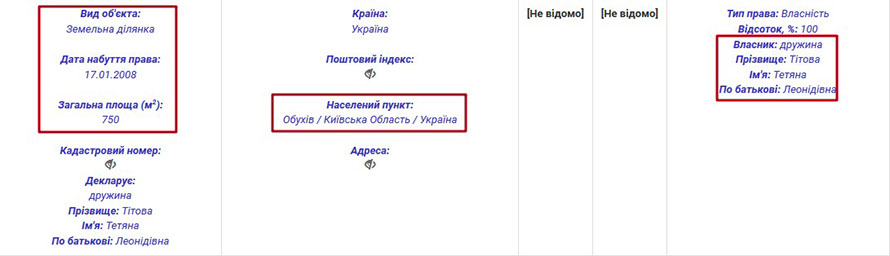 Вид об'єкта:
Земельна ділянка
Дата набуття права:
17.01.2008
Загальна площа (м²):
750
Кадастровий номер:
Декларує:
дружина
Прізвище: Тітова
Ім'я: Тетяна
По батькові: Леонідівна
Країна:
Україна
Поштовий індекс:
Населений пункт:
Обухів / Київська Область / Україна
Адреса:
[Не відомо]
[Не відомо]
Тип права: Власність
Відсоток, %: 100
Власник: дружина
Прізвище: Тітова
Ім'я: Тетяна
По батькові: Леонідівна